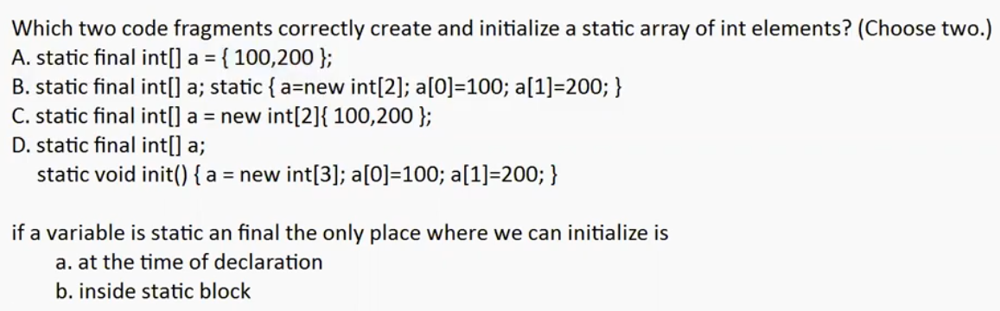 Which two code fragments correctly create and initialize a static array of int elements? (Choose two.)
A. static final int[] a = { 100,200 };
B. static final int[] a; static { a=new int[2]; a[0]=100; a[1]=200; }
C. static final int[] a = new int[2]{ 100,200 };
D. static final int[] a;
static void init() { a = new int[3]; a[0]=100; a[1]=200; }
if a variable is static an final the only place where we can initialize is
a. at the time of declaration
b. inside static block